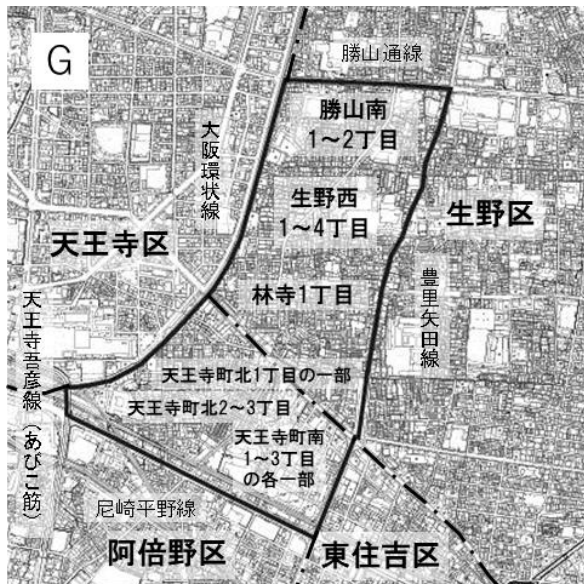 G
勝山通線
勝山南
1～2丁目
大阪環状線
生野西
1～4丁目
生野区
天王寺区
林寺1丁目
豊里矢田線
天王寺吾彦線（あびこ筋）
天王寺町北1丁目の一部
天王寺町北2～3丁目
天王寺町南
1～3丁目
の各一部
尼崎平野線
阿倍野区
東住吉区